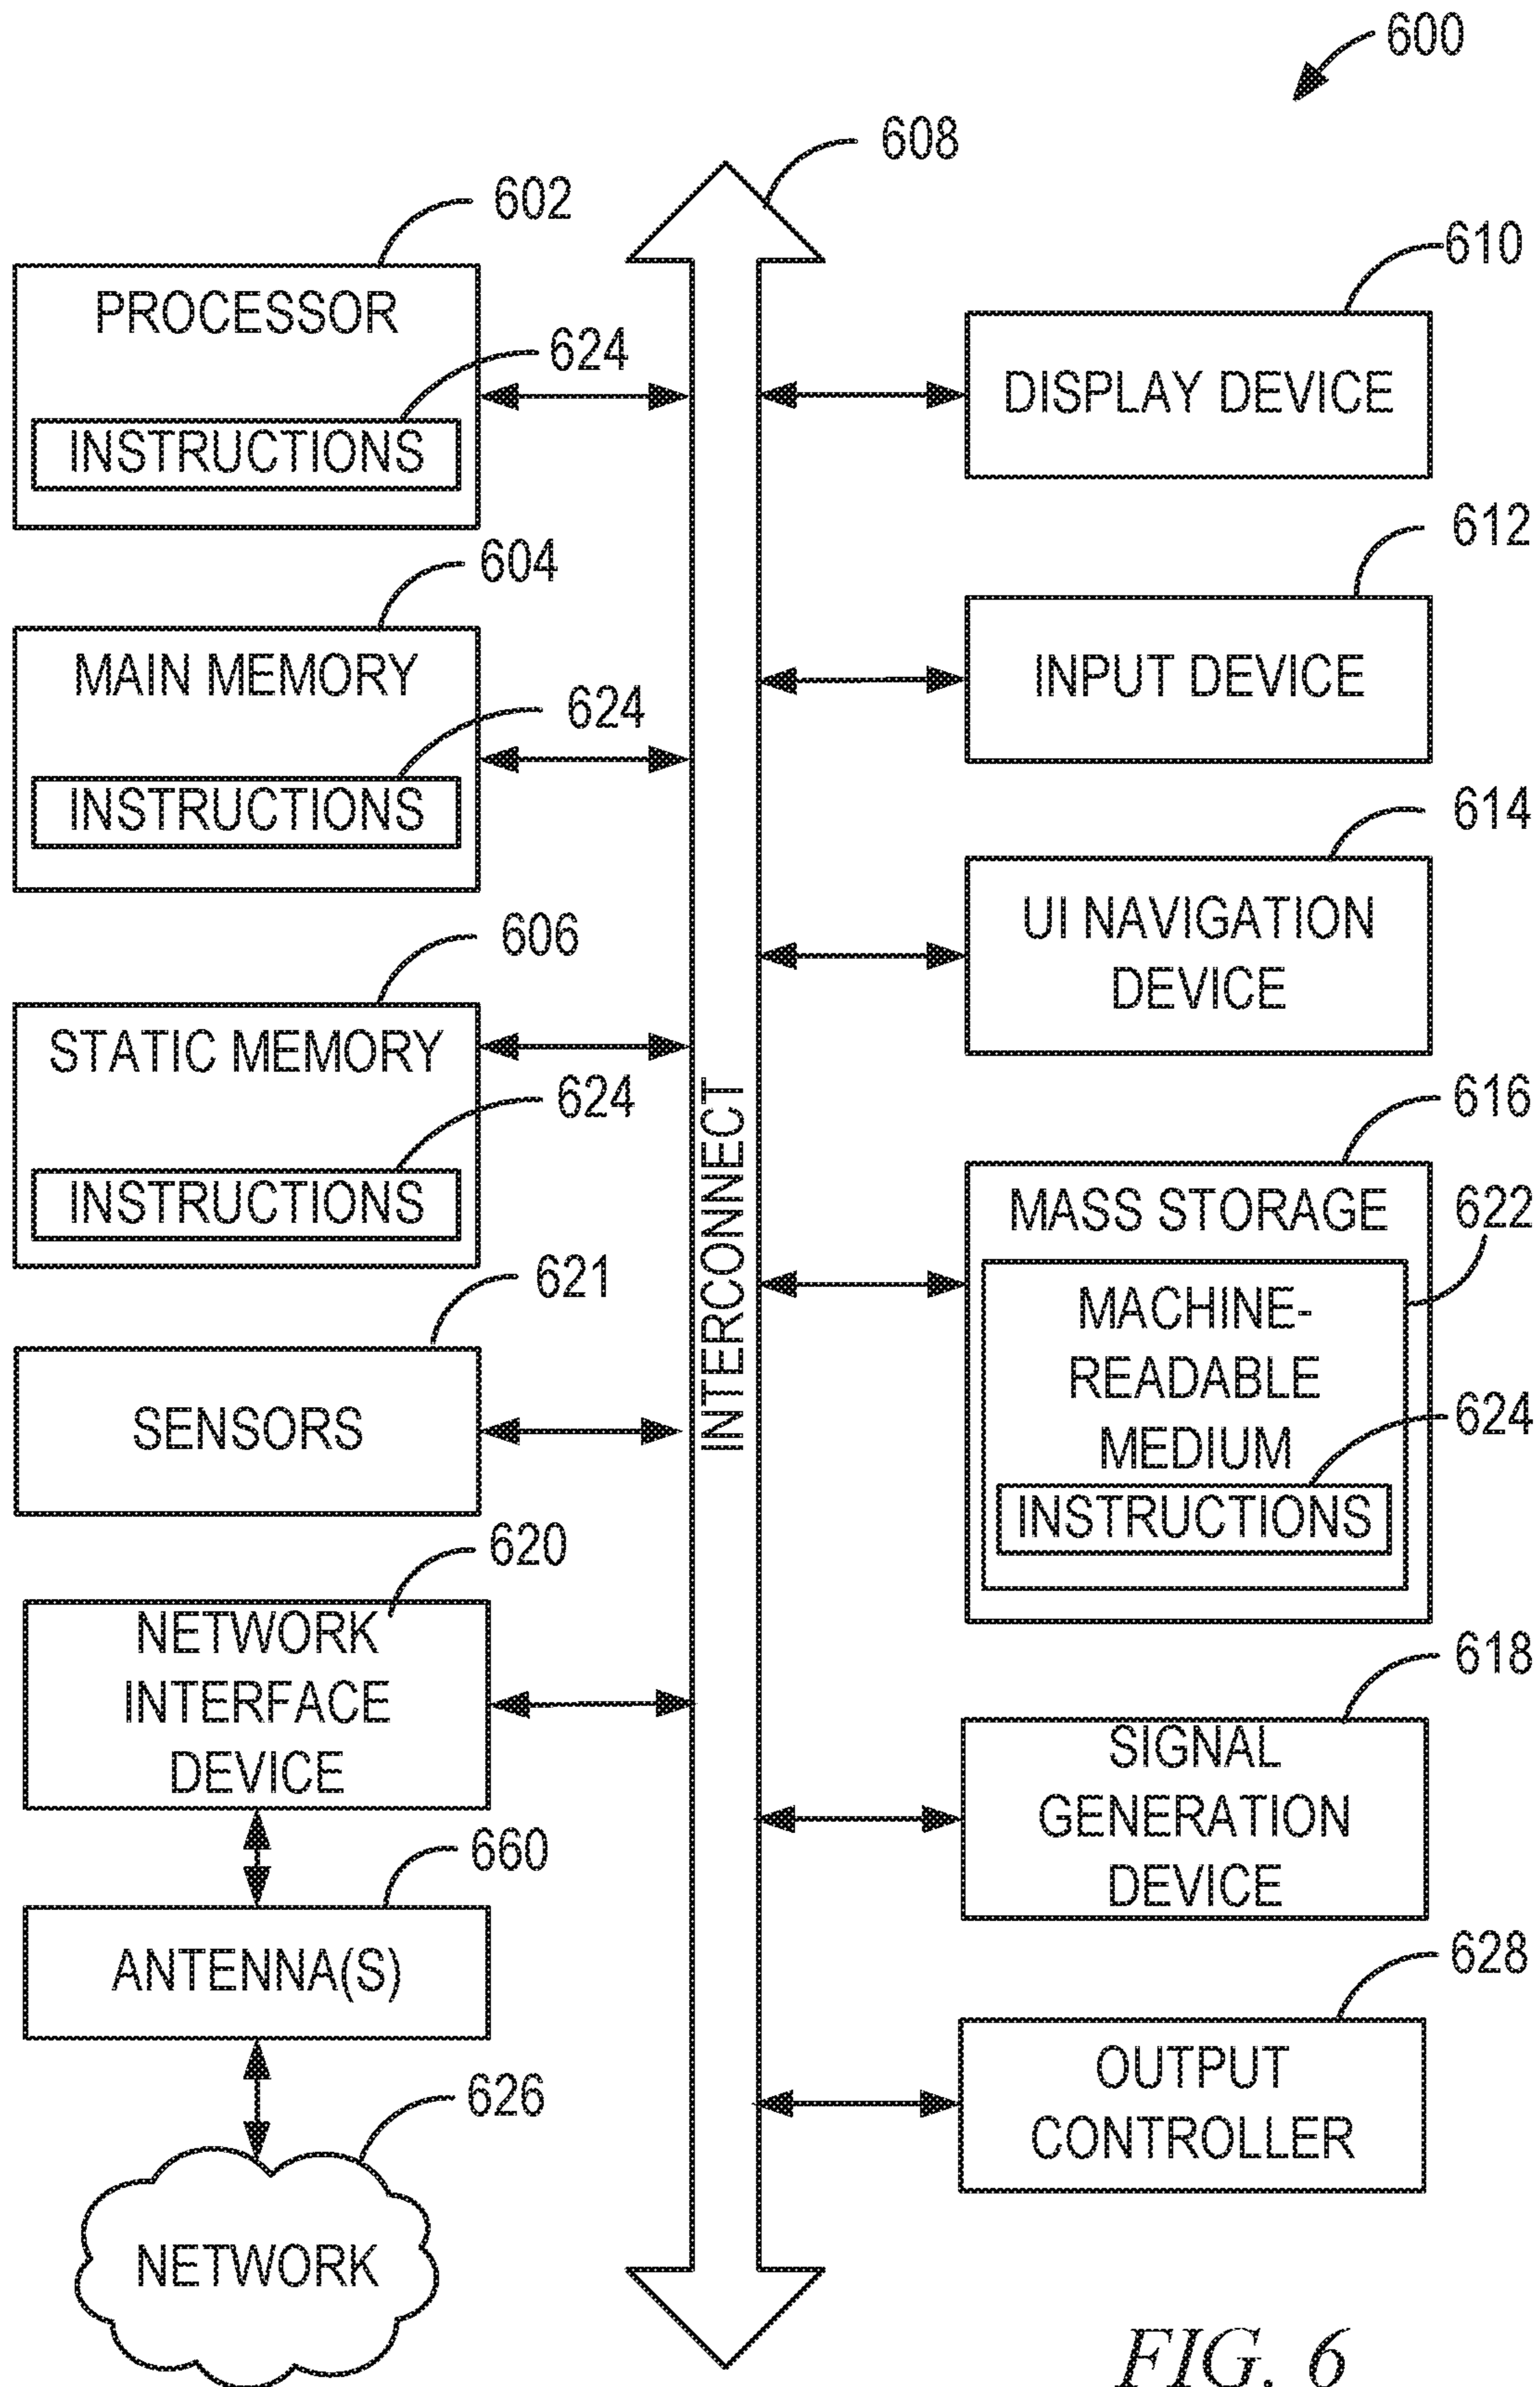 600
608
602
PROCESSOR
624
INSTRUCTIONS
604
MAIN MEMORY
624
INSTRUCTIONS
606
STATIC MEMORY
624
INSTRUCTIONS
621
SENSORS
620
NETWORK
INTERFACE
DEVICE
660
ANTENNA(S)
626
NETWORK
INTERCONNECT
610
DISPLAY DEVICE
612
INPUT DEVICE
614
UI NAVIGATION
DEVICE
616
MASS STORAGE
622
MACHINE-
READABLE
MEDIUM
624
INSTRUCTIONS
618
SIGNAL
GENERATION
DEVICE
628
OUTPUT
CONTROLLER
FIG. 6